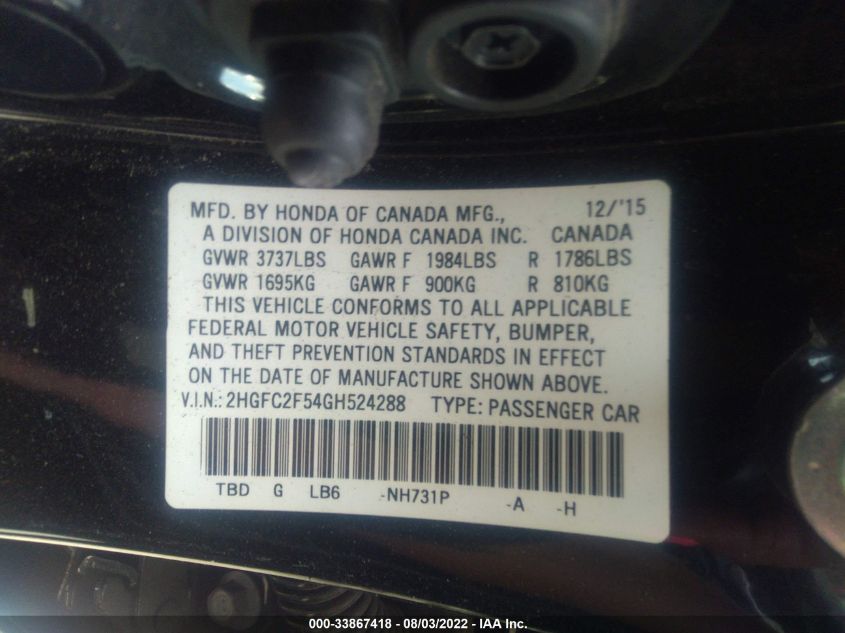 MFD. BY HONDA OF CANADA MFG., 12/'15
A DIVISION OF HONDA CANADA INC. CANADA
GVWR 3737LBS GAWR F 1984LBS R 1786LBS
GVWR 1695KG GAWR F 900KG R 810KG
THIS VEHICLE CONFORMS TO ALL APPLICABLE
FEDERAL MOTOR VEHICLE SAFETY, BUMPER,
AND THEFT PREVENTION STANDARDS IN EFFECT
ON THE DATE OF MANUFACTURE SHOWN ABOVE.
V.I.N.: 2HGFC2F54GH524288 TYPE: PASSENGER CAR
TBD G LB6 -NH731P -A -H
000-33867418 - 08/03/2022 - IAA Inc.